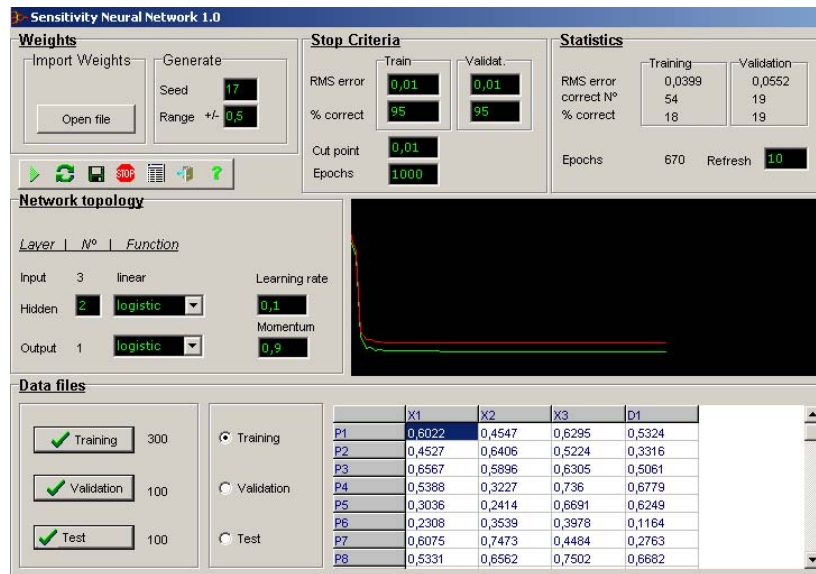 Sensitivity Neural Network 1.0
Weights
Import Weights
Open file
Generate
Seed 17
Range +/- 0,5
Stop Criteria
Train Validat.
RMS error 0,01 0,01
% correct 95 95
Cut point 0,01
Epochs 1000
Statistics
Training Validation
RMS error 0,0399 0,0552
correct Nº 54 19
% correct 18 19
Epochs 670 Refresh 10
STOP ?
Network topology
Layer | Nº | Function
Input 3 linear
Hidden 2 logistic
Output 1 logistic
Learning rate
0,1
Momentum
0,9
Data files
Training 300
Validation 100
Test 100
Training
Validation
Test
X1 X2 X3 D1
P1 0,6022 0,4547 0,6295 0,5324
P2 0,4527 0,6406 0,5224 0,3316
P3 0,6567 0,5896 0,6305 0,5061
P4 0,5388 0,3227 0,736 0,6779
P5 0,3036 0,2414 0,6691 0,6249
P6 0,2308 0,3539 0,3978 0,1164
P7 0,6075 0,7473 0,4484 0,2763
P8 0,5331 0,6562 0,7502 0,6682